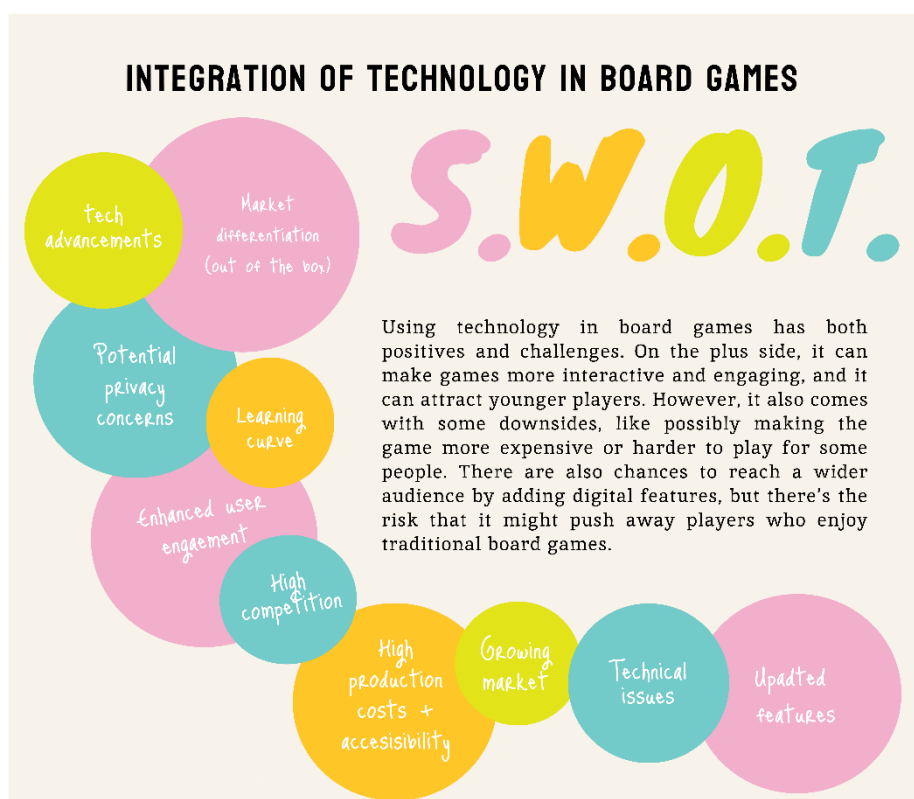 INTEGRATION OF TECHNOLOGY IN BOARD GAMES
S.W.O.T.
tech
advancements
Market
differentiation
(out of the box)
Potential
privacy
concerns
Learning
curve
Enhanced user
engaement
High
competition
High
production
costs +
accesisibility
Growing
market
Technical
issues
Upadted
features
Using technology in board games has both
positives and challenges. On the plus side, it can
make games more interactive and engaging, and it
can attract younger players. However, it also comes
with some downsides, like possibly making the
game more expensive or harder to play for some
people. There are also chances to reach a wider
audience by adding digital features, but there's the
risk that it might push away players who enjoy
traditional board games.